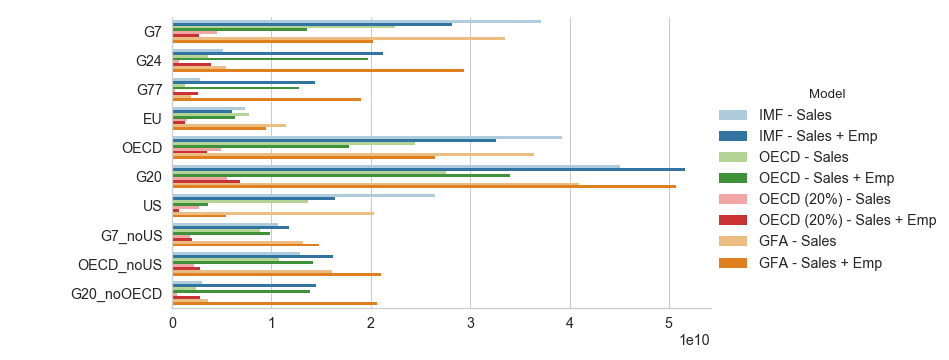 G7
G24
G77
EU
OECD
G20
US
G7_noUS
OECD_noUS
G20_noOECD
0 1 2 3 4 5
1e10
Model
IMF - Sales
IMF - Sales + Emp
OECD - Sales
OECD - Sales + Emp
OECD (20%) - Sales
OECD (20%) - Sales + Emp
GFA - Sales
GFA - Sales + Emp